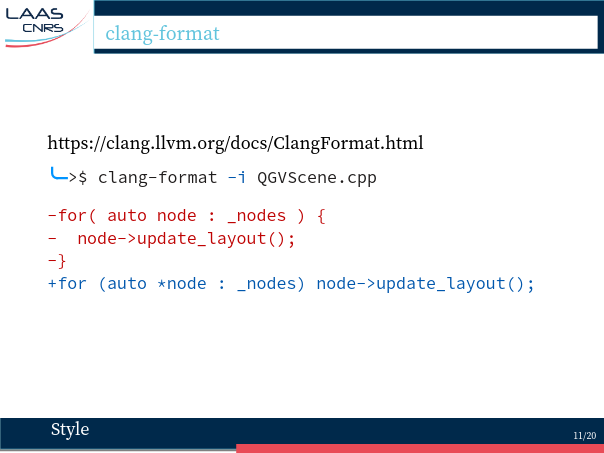 LAAS
CNRS
clang-format
https://clang.llvm.org/docs/ClangFormat.html
╰─>$ clang-format -i QGVScene.cpp
-for( auto node : _nodes ) {
-  node->update_layout();
-}
+for (auto *node : _nodes) node->update_layout();
Style
11/20